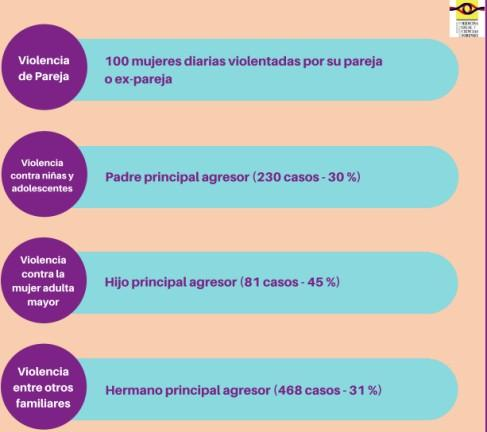 Violencia
de Pareja
100 mujeres diarias violentadas por su pareja
o ex-pareja
Violencia
contra niñas y
adolescentes
Padre principal agresor (230 casos - 30 %)
Violencia
contra la
mujer adulta
mayor
Hijo principal agresor (81 casos - 45 %)
Violencia
entre otros
familiares
Hermano principal agresor (468 casos - 31 %)